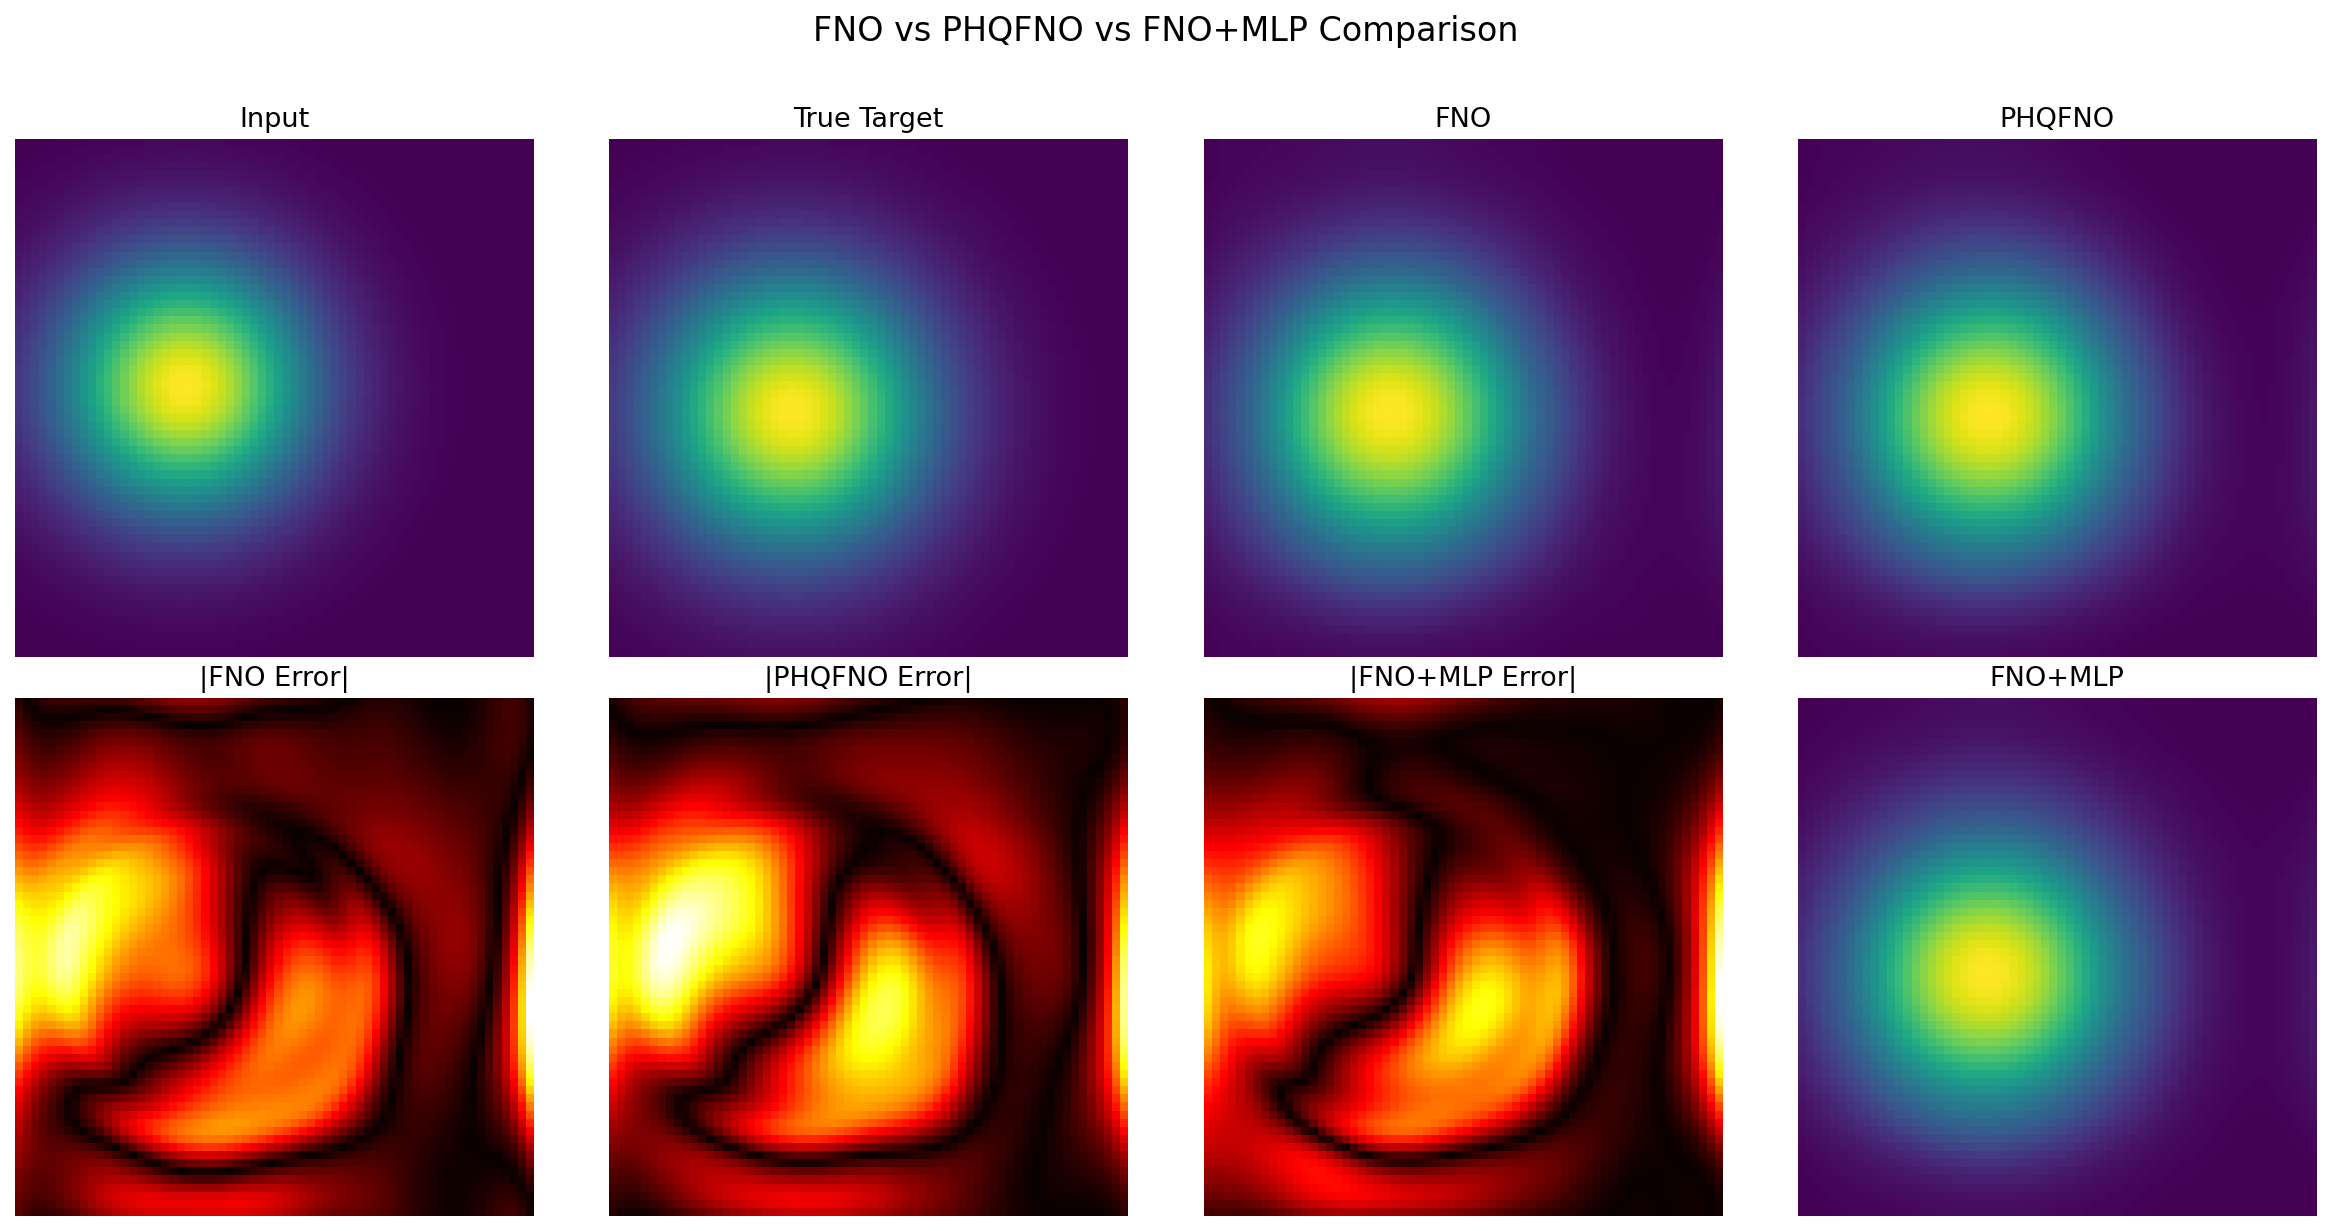 FNO vs PHQFNO vs FNO+MLP Comparison
Input
True Target
FNO
PHQFNO
|FNO Error|
|PHQFNO Error|
|FNO+MLP Error|
FNO+MLP